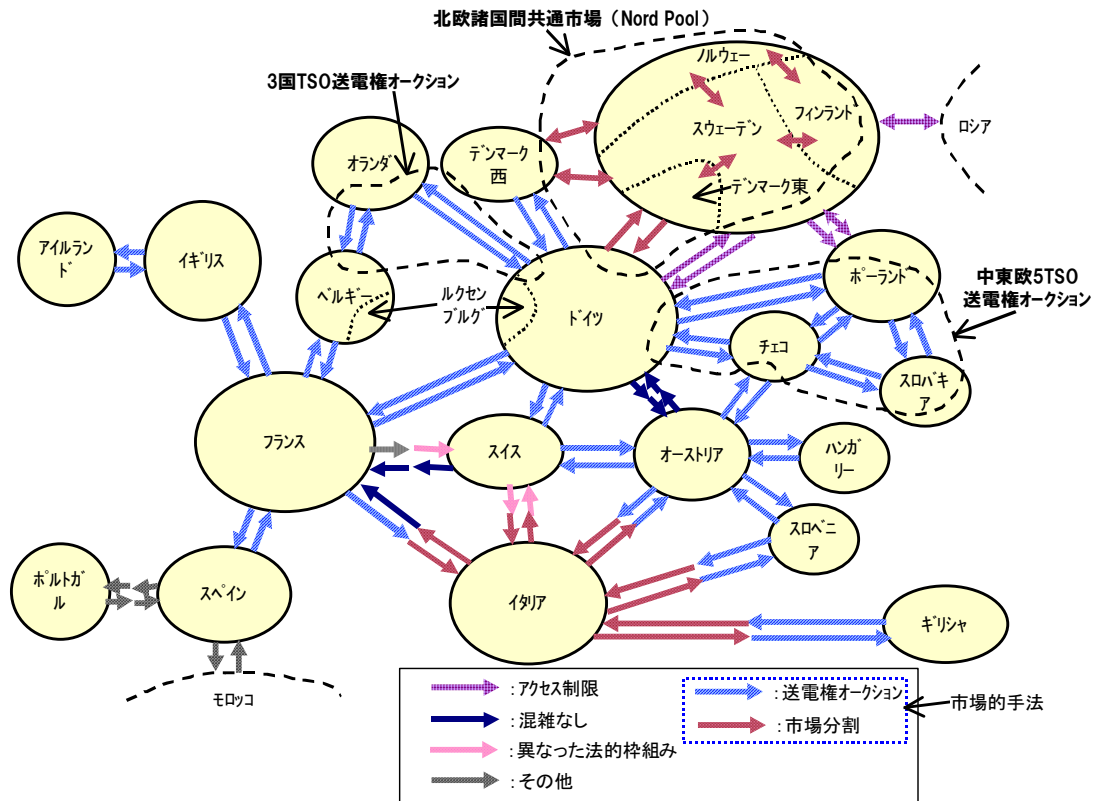 北欧諸国間共通市場（Nord Pool）
3国TSO送電権オークション
ノルウェー
フィンラント
スウェーデン
ロシア
オランダ
デンマーク
西
デンマーク東
アイルラン
ド
イギリス
ベルギー
ルクセン
ブルグ
ドイツ
ポーランド
中東欧5TSO
送電権オークション
チェコ
スロバキ
ア
フランス
スイス
オーストリア
ハンガ
リー
スロベニ
ア
ポルトガ
ル
スペイン
イタリア
ギリシャ
モロッコ
：アクセス制限
：混雑なし
：異なった法的枠組み
：その他
：送電権オークション
：市場分割
市場的手法